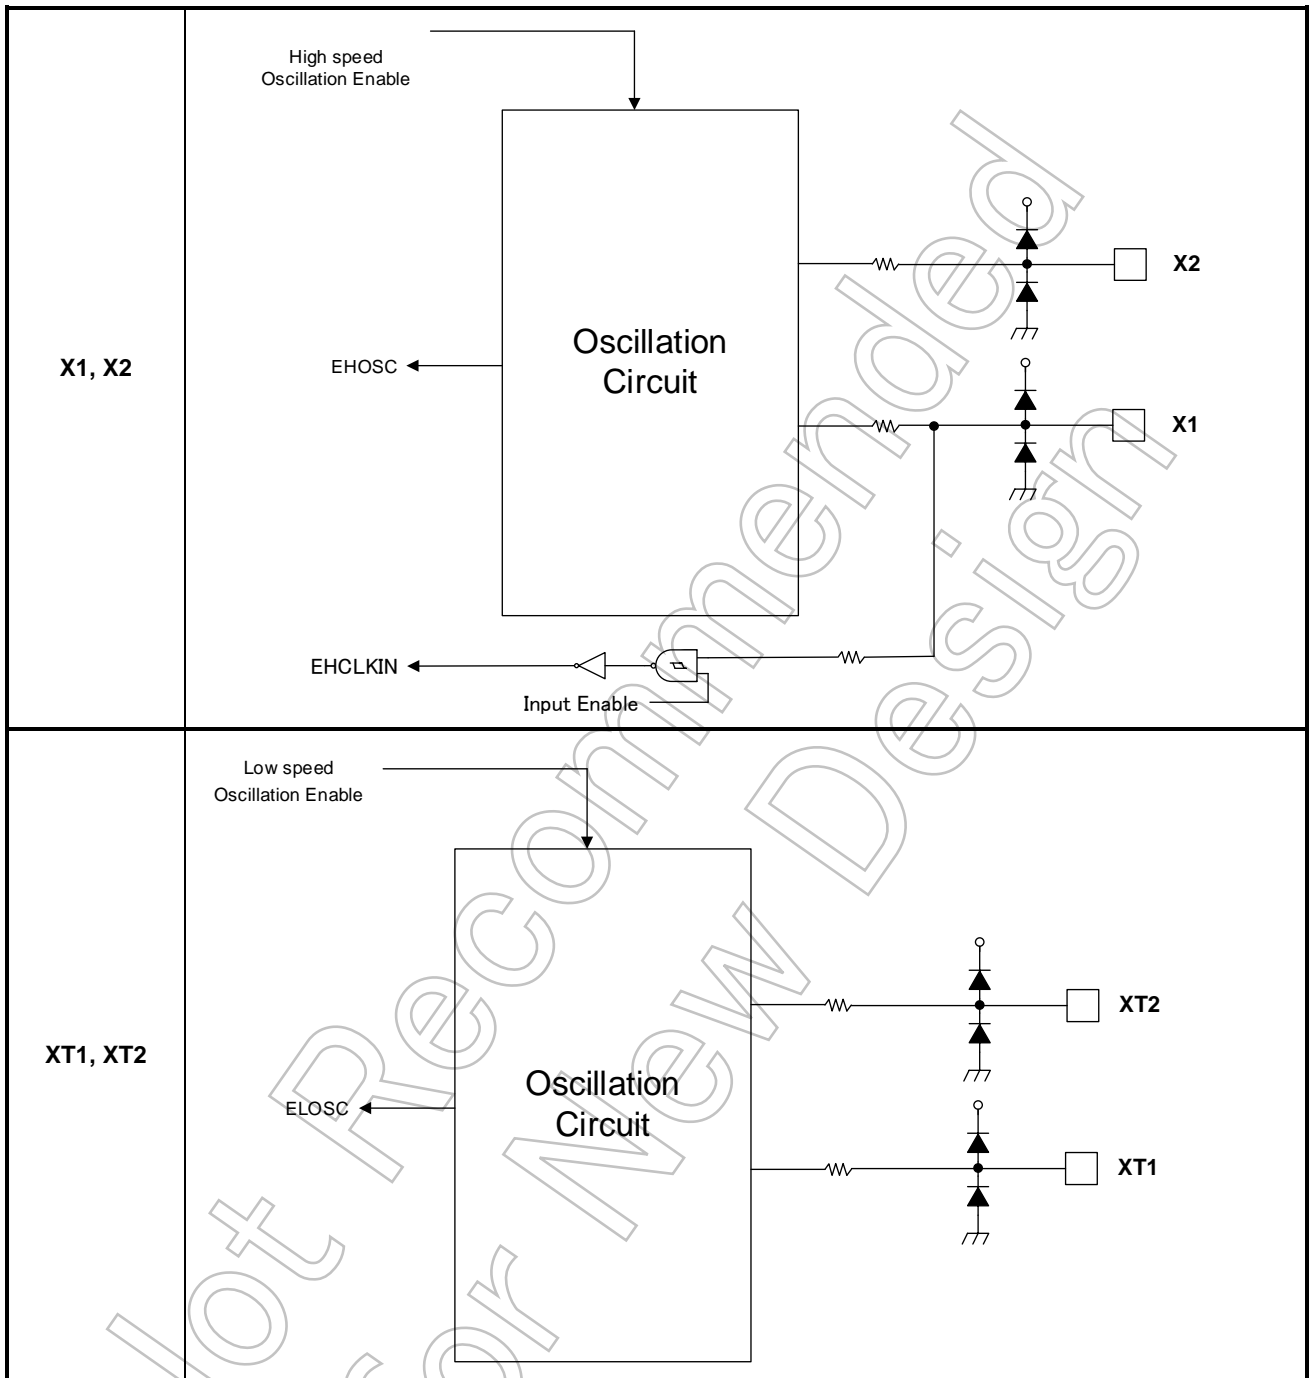 X1, X2
High speed
Oscillation Enable
Oscillation
Circuit
EHOSC
X2
X1
EHCLKIN
Input Enable
XT1, XT2
Low speed
Oscillation Enable
Oscillation
Circuit
ELOSC
XT2
XT1
Not Recommended
for New Design